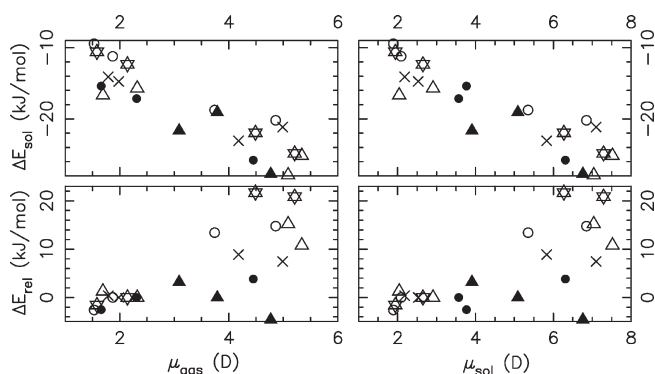 2 4 6 2 4 6 8
−10 −10
−20 −20
ΔE_sol (kJ/mol)
20 20
10 10
0 0
ΔE_rel (kJ/mol)
2 4 6 2 4 6 8
μ_gas (D) μ_sol (D)